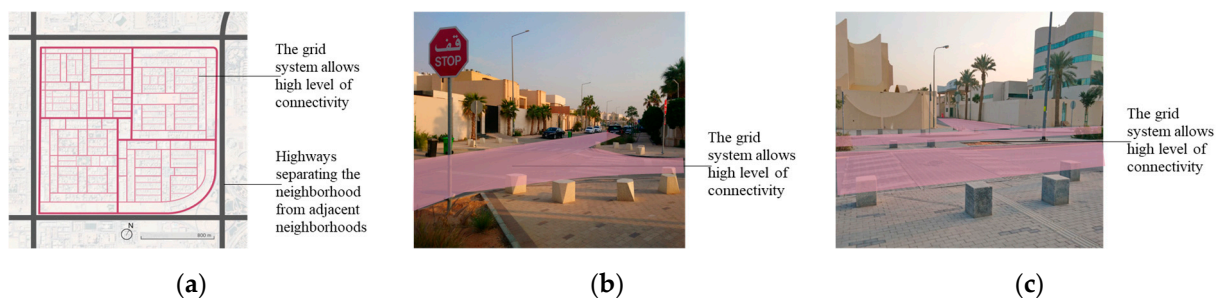 The grid
system allows
high level of
connectivity
Highways
separating the
neighborhood
from adjacent
neighborhoods
N
800 m
(a)
قف
STOP
The grid
system allows
high level of
connectivity
(b)
The grid
system allows
high level of
connectivity
(c)